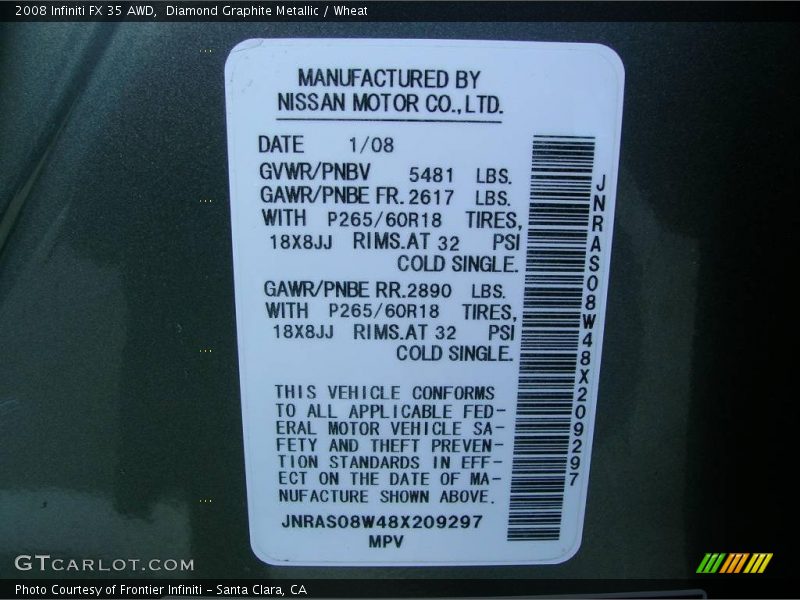 2008 Infiniti FX 35 AWD,  Diamond Graphite Metallic / Wheat
MANUFACTURED BY
NISSAN MOTOR CO.,LTD.
DATE 1/08
GVWR/PNBV 5481 LBS.
GAWR/PNBE FR.2617 LBS.
WITH P265/60R18 TIRES,
18X8JJ RIMS.AT 32 PSI
COLD SINGLE.
GAWR/PNBE RR.2890 LBS.
WITH P265/60R18 TIRES,
18X8JJ RIMS.AT 32 PSI
COLD SINGLE.
THIS VEHICLE CONFORMS
TO ALL APPLICABLE FED-
ERAL MOTOR VEHICLE SA-
FETY AND THEFT PREVEN-
TION STANDARDS IN EFF-
ECT ON THE DATE OF MA-
NUFACTURE SHOWN ABOVE.
JNRAS08W48X209297
MPV
JNRAS08W48X209297
GTCARLOT.COM
Photo Courtesy of Frontier Infiniti - Santa Clara, CA